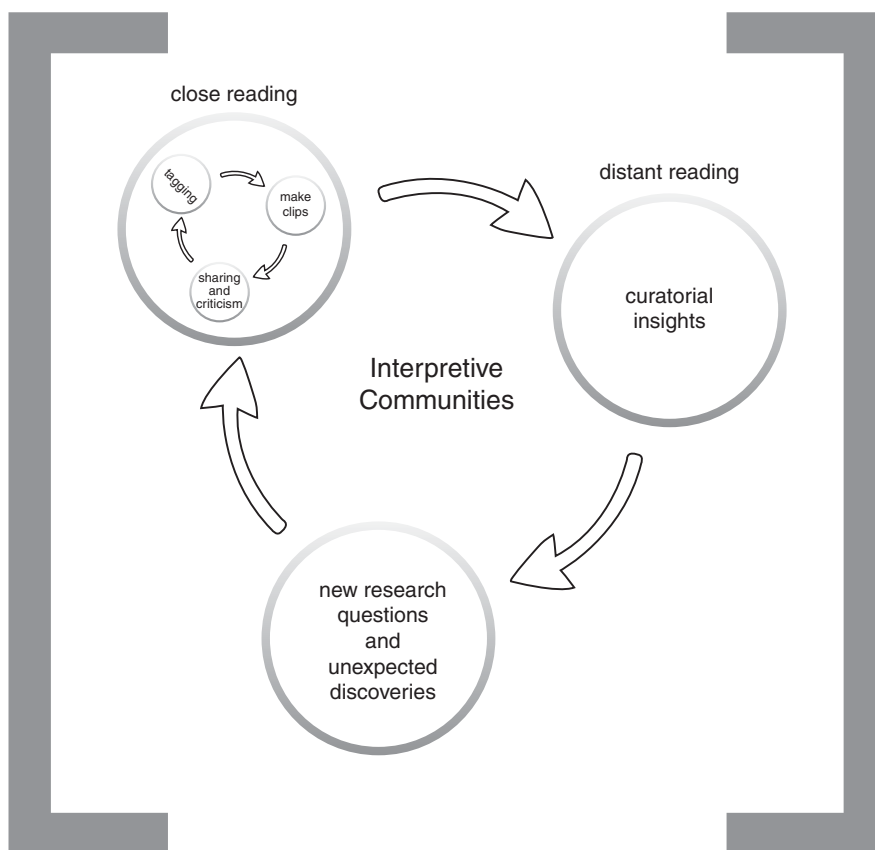 close reading
tagging
make
clips
sharing
and
criticism
distant reading
curatorial
insights
Interpretive
Communities
new research
questions
and
unexpected
discoveries